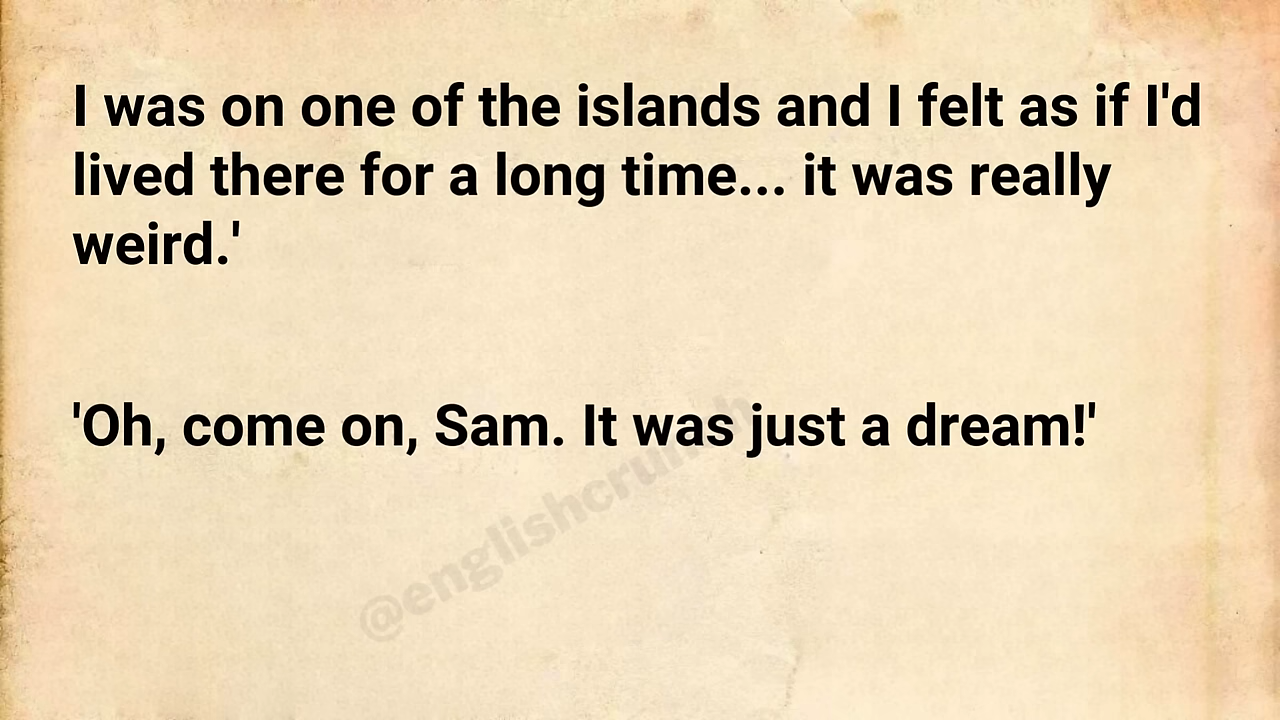 I was on one of the islands and I felt as if I'd
lived there for a long time... it was really
weird.'
'Oh, come on, Sam. It was just a dream!'